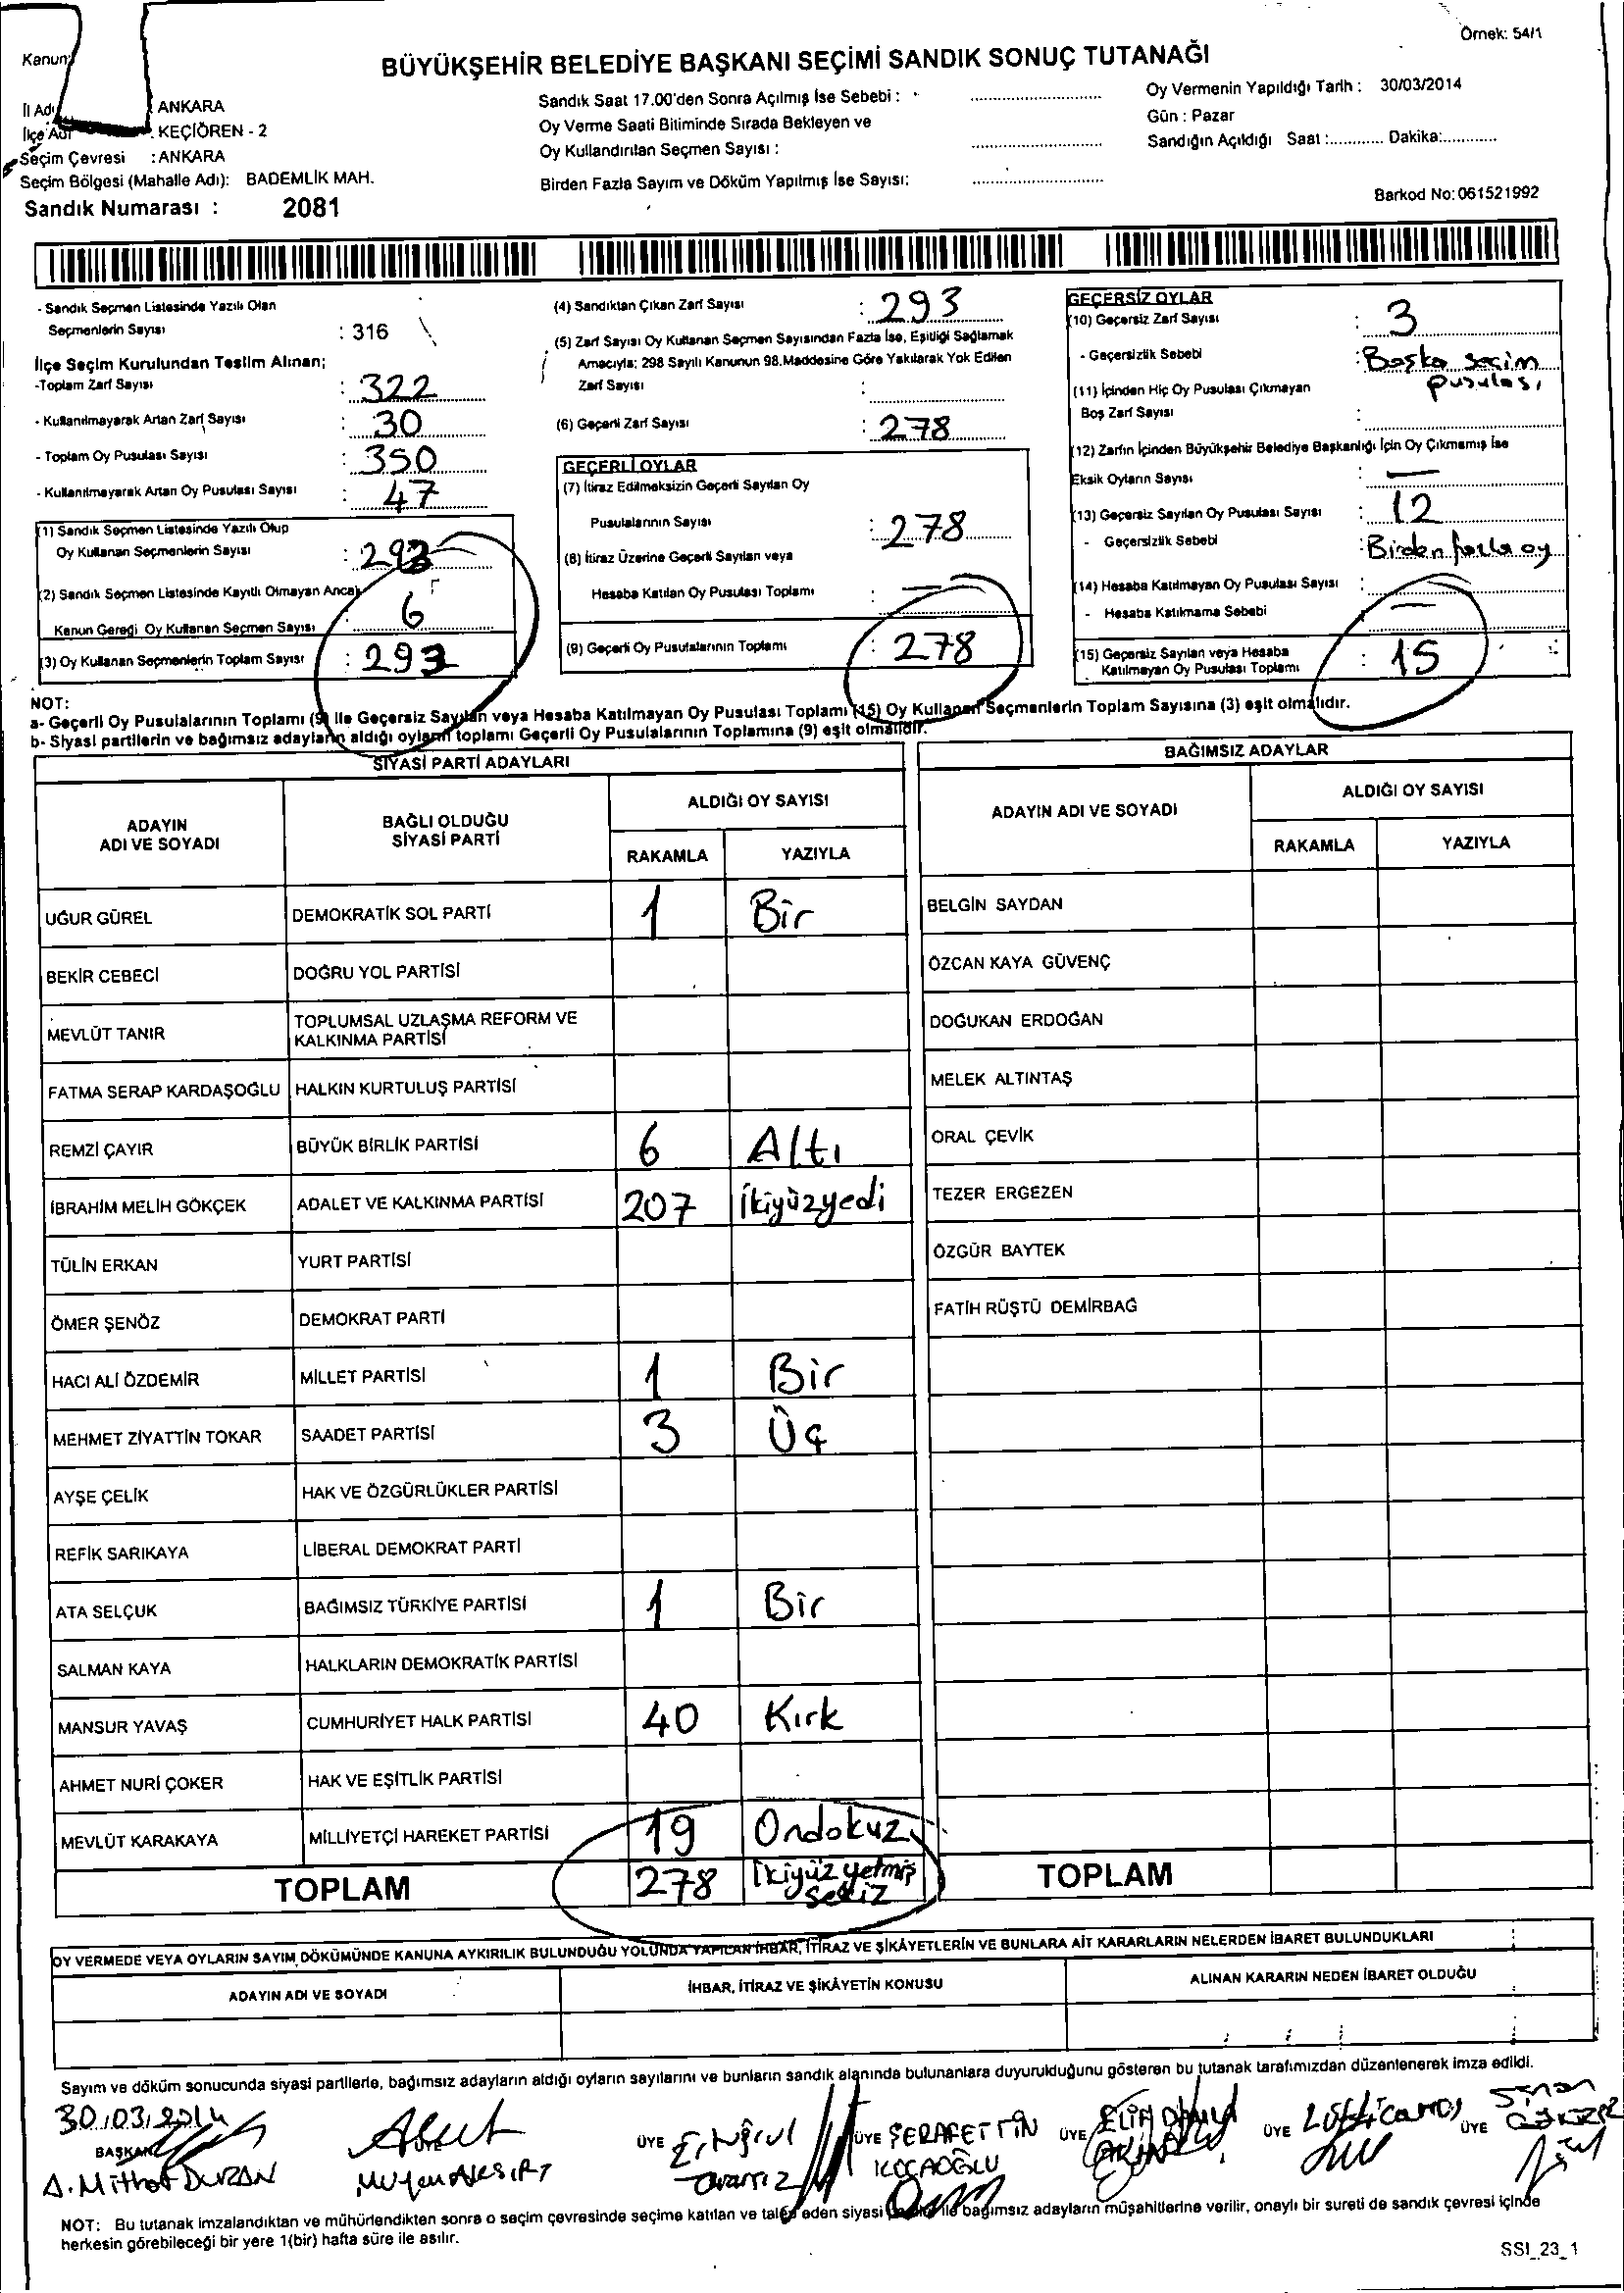 Örnek: 54/1
Kanun
BÜYÜKŞEHİR BELEDİYE BAŞKANI SEÇİMİ SANDIK SONUÇ TUTANAĞI
İl Adı ANKARA
İlçe Adı : KEÇİÖREN - 2
Seçim Çevresi : ANKARA
Seçim Bölgesi (Mahalle Adı): BADEMLİK MAH.
Sandık Numarası : 2081
Sandık Saat 17.00'den Sonra Açılmış İse Sebebi :
Oy Verme Saati Bitiminde Sırada Bekleyen ve
Oy Kullandırılan Seçmen Sayısı :
Birden Fazla Sayım ve Döküm Yapılmış İse Sayısı:
Oy Vermenin Yapıldığı Tarih : 30/03/2014
Gün : Pazar
Sandığın Açıldığı Saat :............ Dakika:............
Barkod No: 061521992
- Sandık Seçmen Listesinde Yazılı Olan
Seçmenlerin Sayısı : 316
İlçe Seçim Kurulundan Teslim Alınan;
-Toplam Zarf Sayısı : 322
- Kullanılmayarak Artan Zarf Sayısı : 30
- Toplam Oy Pusulası Sayısı : 350
- Kullanılmayarak Artan Oy Pusulası Sayısı : 47
(1) Sandık Seçmen Listesinde Yazılı Olup
Oy Kullanan Seçmenlerin Sayısı :
(2) Sandık Seçmen Listesinde Kayıtlı Olmayan Ancak
Kanun Gereği Oy Kullanan Seçmen Sayısı : 6
(3) Oy Kullanan Seçmenlerin Toplam Sayısı : 293
(4) Sandıktan Çıkan Zarf Sayısı : 293
(5) Zarf Sayısı Oy Kullanan Seçmen Sayısından Fazla İse, Eşitliği Sağlamak
Amacıyla; 298 Sayılı Kanunun 98.Maddesine Göre Yakılarak Yok Edilen
Zarf Sayısı :
(6) Geçerli Zarf Sayısı : 278
GEÇERLİ OYLAR
(7) İtiraz Edilmeksizin Geçerli Sayılan Oy
Pusulalarının Sayısı : 278
(8) İtiraz Üzerine Geçerli Sayılan veya
Hesaba Katılan Oy Pusulası Toplamı : —
(9) Geçerli Oy Pusulalarının Toplamı : 278
GEÇERSİZ OYLAR
(10) Geçersiz Zarf Sayısı : 3
- Geçersizlik Sebebi : Başka seçim
pusulası
(11) İçinden Hiç Oy Pusulası Çıkmayan
Boş Zarf Sayısı :
(12) Zarfın İçinden Büyükşehir Belediye Başkanlığı İçin Oy Çıkmamış İse
Eksik Oyların Sayısı : —
(13) Geçersiz Sayılan Oy Pusulası Sayısı : 12
- Geçersizlik Sebebi : Birden fazla oy
(14) Hesaba Katılmayan Oy Pusulası Sayısı :
- Hesaba Katılmama Sebebi —
(15) Geçersiz Sayılan veya Hesaba
Katılmayan Oy Pusulası Toplamı : 15
NOT:
a- Geçerli Oy Pusulalarının Toplamı (9) ile Geçersiz Sayılan veya Hesaba Katılmayan Oy Pusulası Toplamı (15) Oy Kullanan Seçmenlerin Toplam Sayısına (3) eşit olmalıdır.
b- Siyasi partilerin ve bağımsız adayların aldığı oyların toplamı Geçerli Oy Pusulalarının Toplamına (9) eşit olmalıdır.
SİYASİ PARTİ ADAYLARI
ADAYIN
ADI VE SOYADI
BAĞLI OLDUĞU
SİYASİ PARTİ
ALDIĞI OY SAYISI
RAKAMLA YAZIYLA
UĞUR GÜREL DEMOKRATİK SOL PARTİ 1 Bir
BEKİR CEBECİ DOĞRU YOL PARTİSİ
MEVLÜT TANIR TOPLUMSAL UZLAŞMA REFORM VE
KALKINMA PARTİSİ
FATMA SERAP KARDAŞOĞLU HALKIN KURTULUŞ PARTİSİ
REMZİ ÇAYIR BÜYÜK BİRLİK PARTİSİ 6 Altı
İBRAHİM MELİH GÖKÇEK ADALET VE KALKINMA PARTİSİ 207 İkiyüzyedi
TÜLİN ERKAN YURT PARTİSİ
ÖMER ŞENÖZ DEMOKRAT PARTİ
HACI ALİ ÖZDEMİR MİLLET PARTİSİ 1 Bir
MEHMET ZİYATTİN TOKAR SAADET PARTİSİ 3 Üç
AYŞE ÇELİK HAK VE ÖZGÜRLÜKLER PARTİSİ
REFİK SARIKAYA LİBERAL DEMOKRAT PARTİ
ATA SELÇUK BAĞIMSIZ TÜRKİYE PARTİSİ 1 Bir
SALMAN KAYA HALKLARIN DEMOKRATİK PARTİSİ
MANSUR YAVAŞ CUMHURİYET HALK PARTİSİ 40 Kırk
AHMET NURİ ÇOKER HAK VE EŞİTLİK PARTİSİ
MEVLÜT KARAKAYA MİLLİYETÇİ HAREKET PARTİSİ 19 Ondokuz
TOPLAM 278 İkiyüz yetmiş
sekiz
BAĞIMSIZ ADAYLAR
ADAYIN ADI VE SOYADI
ALDIĞI OY SAYISI
RAKAMLA YAZIYLA
BELGİN SAYDAN
ÖZCAN KAYA GÜVENÇ
DOĞUKAN ERDOĞAN
MELEK ALTINTAŞ
ORAL ÇEVİK
TEZER ERGEZEN
ÖZGÜR BAYTEK
FATİH RÜŞTÜ DEMİRBAĞ
TOPLAM
OY VERMEDE VEYA OYLARIN SAYIM DÖKÜMÜNDE KANUNA AYKIRILIK BULUNDUĞU YOLUNDA YAPILAN İHBAR, İTİRAZ VE ŞİKÂYETLERİN VE BUNLARA AİT KARARLARIN NELERDEN İBARET BULUNDUKLARI
ADAYIN ADI VE SOYADI İHBAR, İTİRAZ VE ŞİKÂYETİN KONUSU ALINAN KARARIN NEDEN İBARET OLDUĞU
Sayım ve döküm sonucunda siyasi partilerle, bağımsız adayların aldığı oyların sayılarını ve bunların sandık alanında bulunanlara duyurulduğunu gösteren bu tutanak tarafımızdan düzenlenerek imza edildi.
30.03.2014
BAŞKAN ÜYE ÜYE ÜYE ÜYE ÜYE
A. Mithat DURAN
Ertuğrul
ŞERAFETTİN
KOÇAOĞLU
ELİF
Sinan
NOT: Bu tutanak imzalandıktan ve mühürlendikten sonra o seçim çevresinde seçime katılan ve talep eden siyasi ile bağımsız adayların müşahitlerine verilir, onaylı bir sureti de sandık çevresi içinde
herkesin görebileceği bir yere 1(bir) hafta süre ile asılır.
SSI_23_1